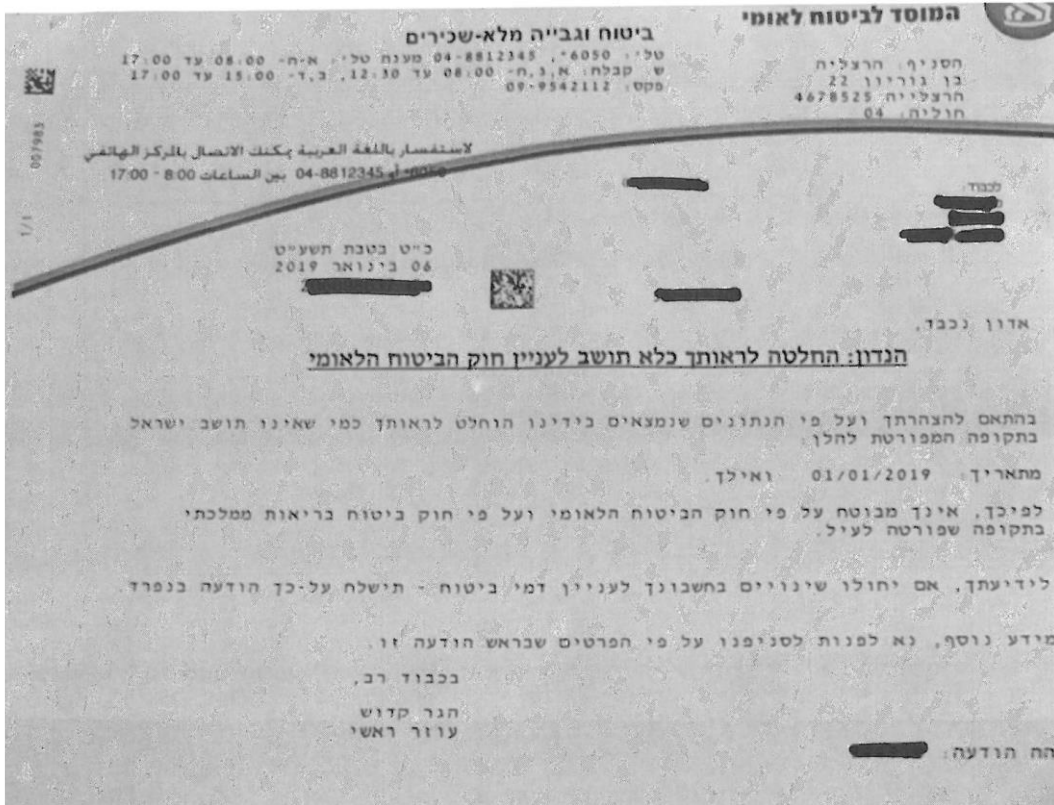 המוסד לביטוח לאומי
הסניף: הרצליה
בן גוריון 22
הרצלייה 4678525
חוליה: 04
ביטוח וגבייה מלא-שכירים
טלי: 6050*, 04-8812345 מענה טלי: א-ה- 08:00 עד 17:00
ש. קבלה: א,ג,ה- 08:00 עד 12:30, ב,ד- 15:00 עד 17:00
פקס: 09-9542112
007983
1/1
لاستفسار باللغة العربية يمكنك الاتصال بالمركز الهاتفي
*6050 أو 04-8812345 بين الساعات 8:00 - 17:00
לכבוד:
כ"ט בטבת תשע"ט
06 בינואר 2019
אדון נכבד,
הנדון: החלטה לראותך כלא תושב לעניין חוק הביטוח הלאומי
בהתאם להצהרתך ועל פי הנתונים שנמצאים בידינו הוחלט לראותך כמי שאינו תושב ישראל
בתקופה המפורטת להלן:
מתאריך: 01/01/2019 ואילך.
לפיכך, אינך מבוטח על פי חוק הביטוח הלאומי ועל פי חוק ביטוח בריאות ממלכתי
בתקופה שפורטה לעיל.
לידיעתך, אם יחולו שינויים בחשבונך לעניין דמי ביטוח - תישלח על-כך הודעה בנפרד.
מידע נוסף, נא לפנות לסניפנו על פי הפרטים שבראש הודעה זו.
בכבוד רב,
הגר קדוש
עוזר ראשי
הודעה: